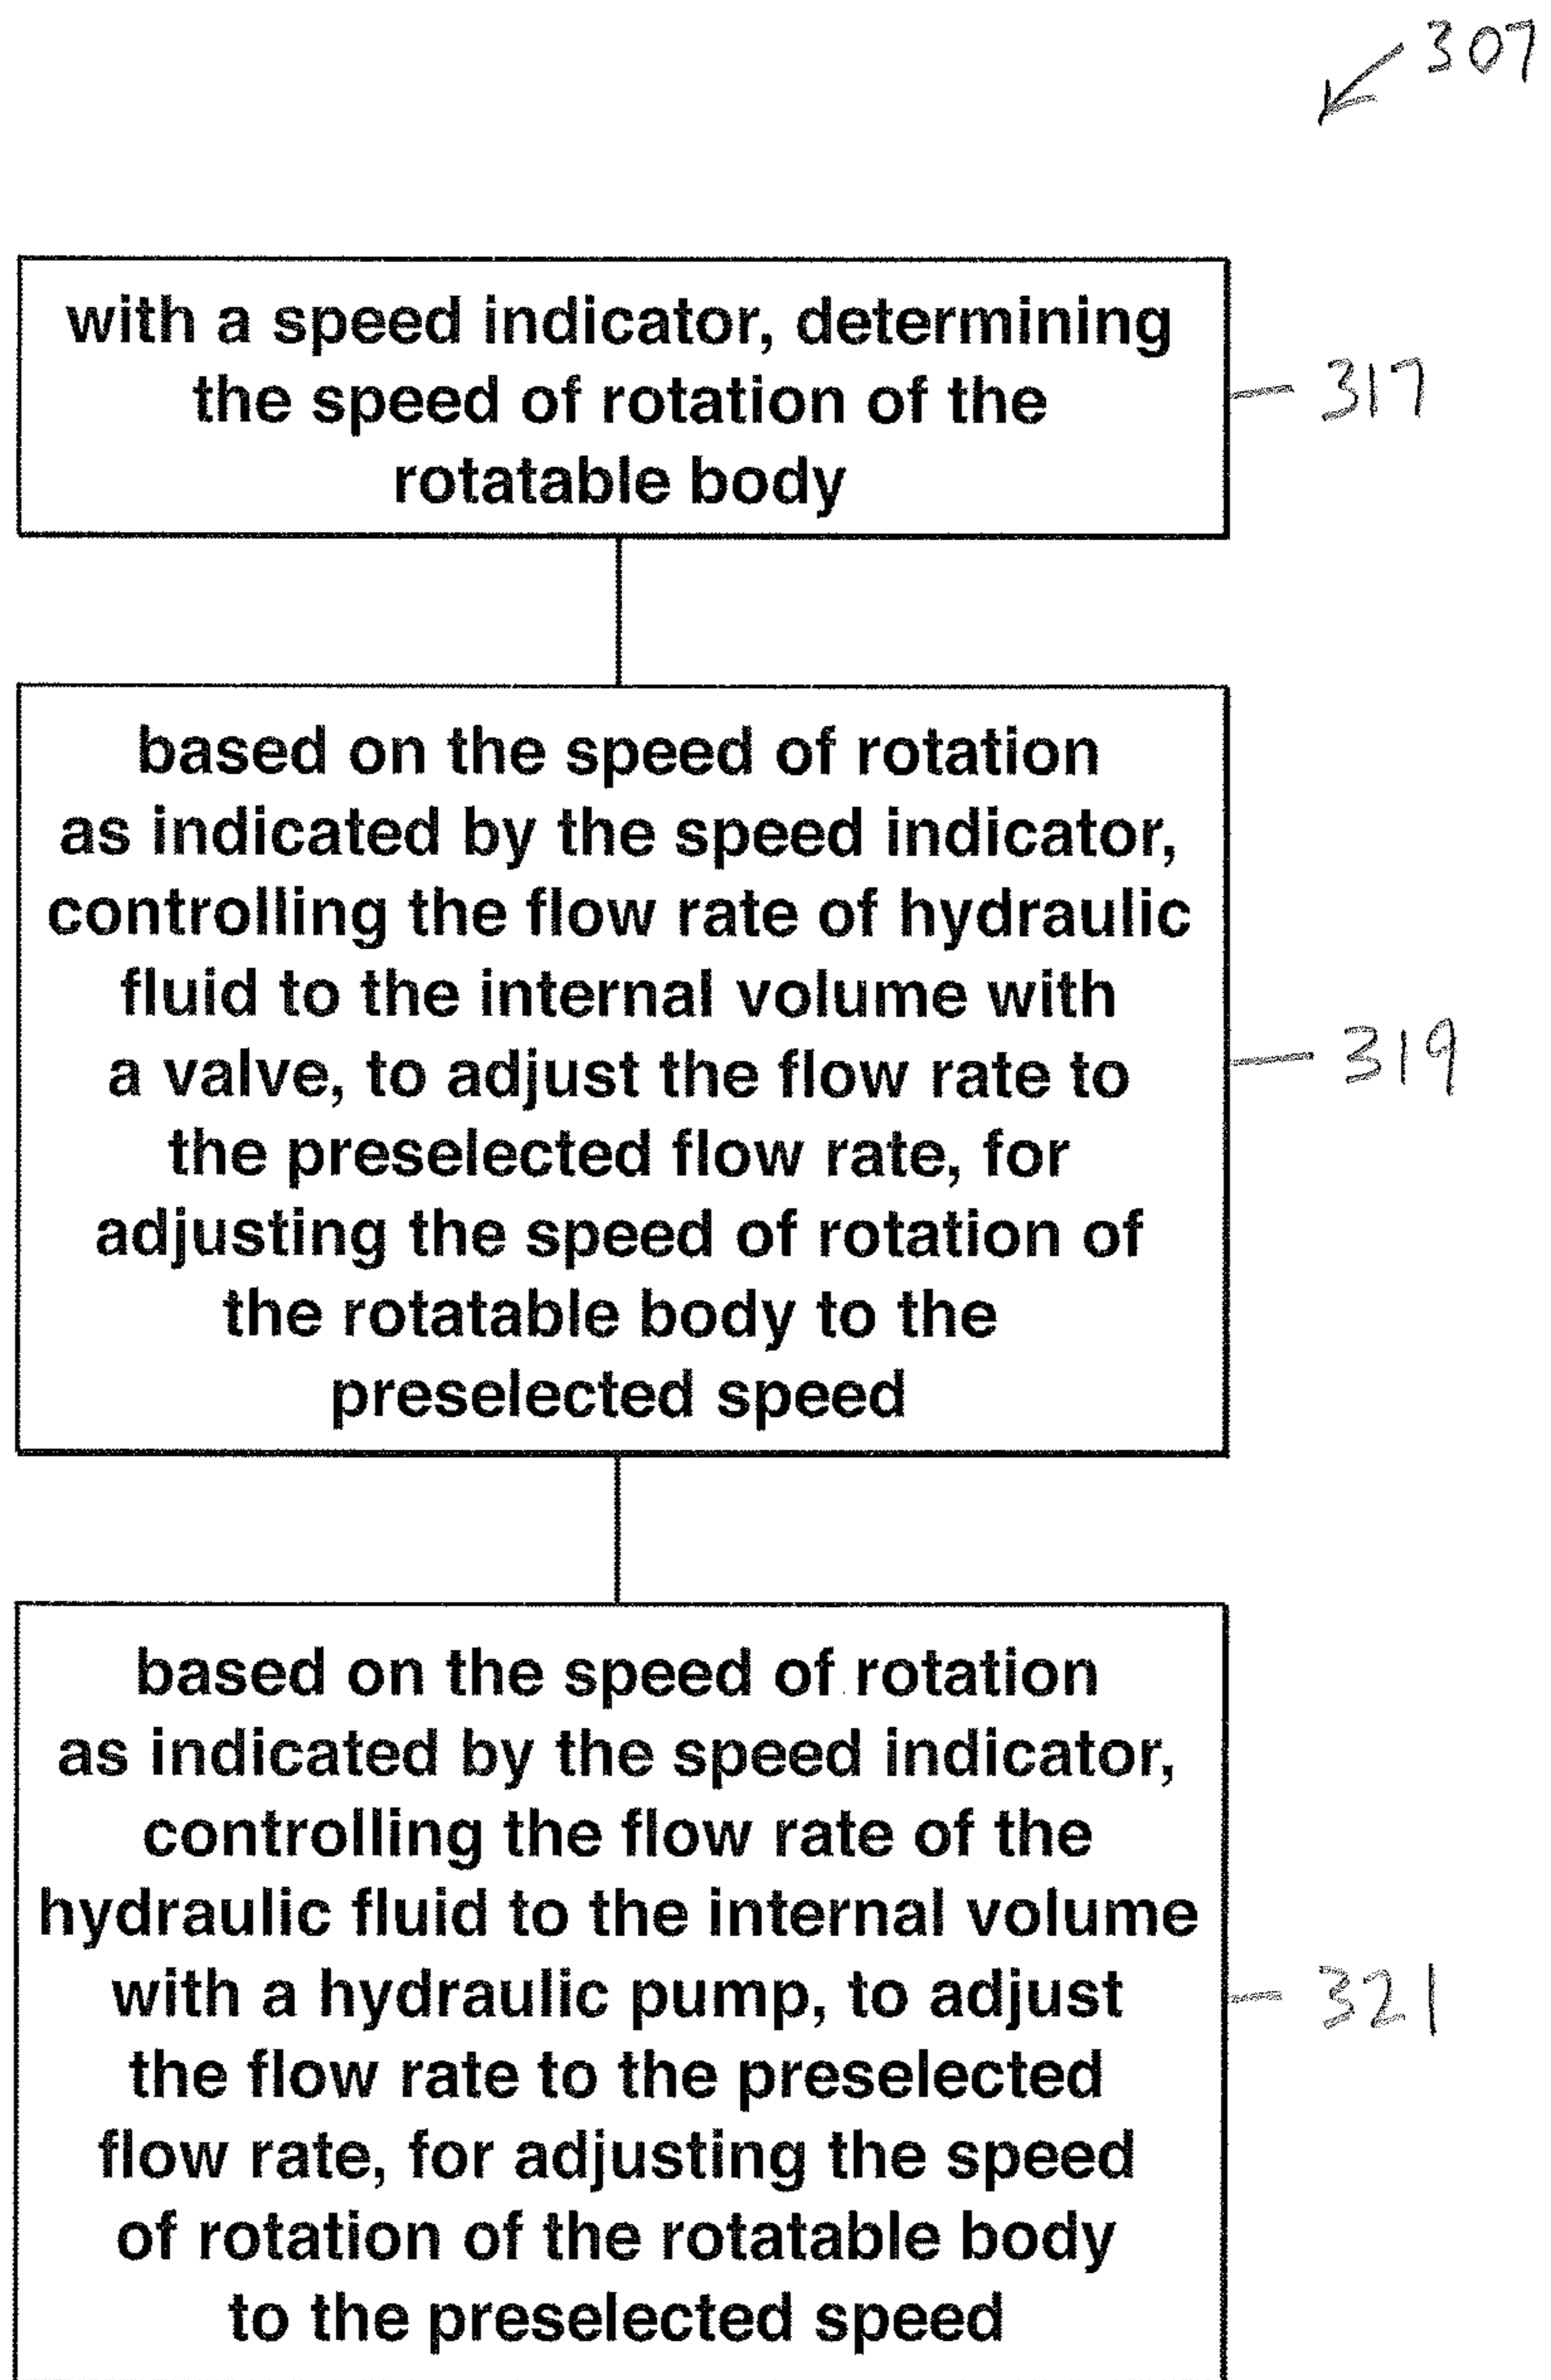 307
with a speed indicator, determining
the speed of rotation of the
rotatable body
317
based on the speed of rotation
as indicated by the speed indicator,
controlling the flow rate of hydraulic
fluid to the internal volume with
a valve, to adjust the flow rate to
the preselected flow rate, for
adjusting the speed of rotation of
the rotatable body to the
preselected speed
319
based on the speed of rotation
as indicated by the speed indicator,
controlling the flow rate of the
hydraulic fluid to the internal volume
with a hydraulic pump, to adjust
the flow rate to the preselected
flow rate, for adjusting the speed
of rotation of the rotatable body
to the preselected speed
321